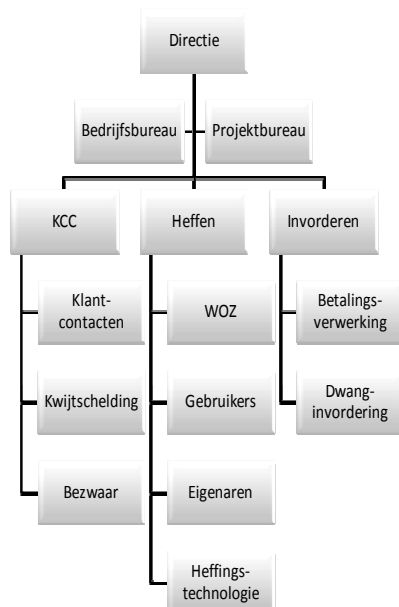 Directie
Bedrijfsbureau
Projektbureau
KCC
Heffen
Invorderen
Klant-
contacten
WOZ
Betalings-
verwerking
Kwijtschelding
Gebruikers
Dwang-
invordering
Bezwaar
Eigenaren
Heffings-
technologie